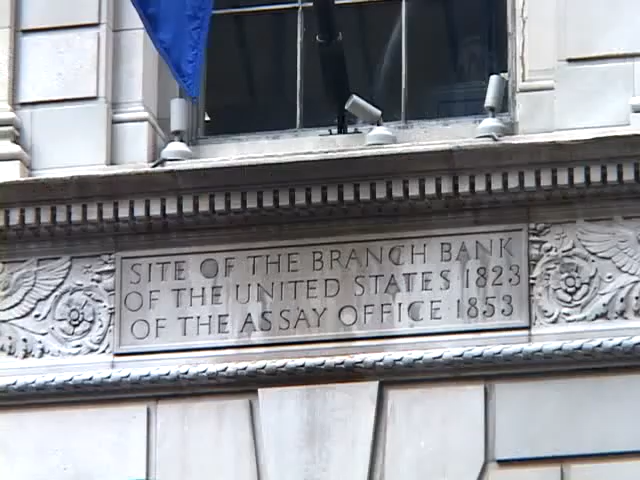 SITE OF THE BRANCH BANK
OF THE UNITED STATES 1823
OF THE ASSAY OFFICE 1853